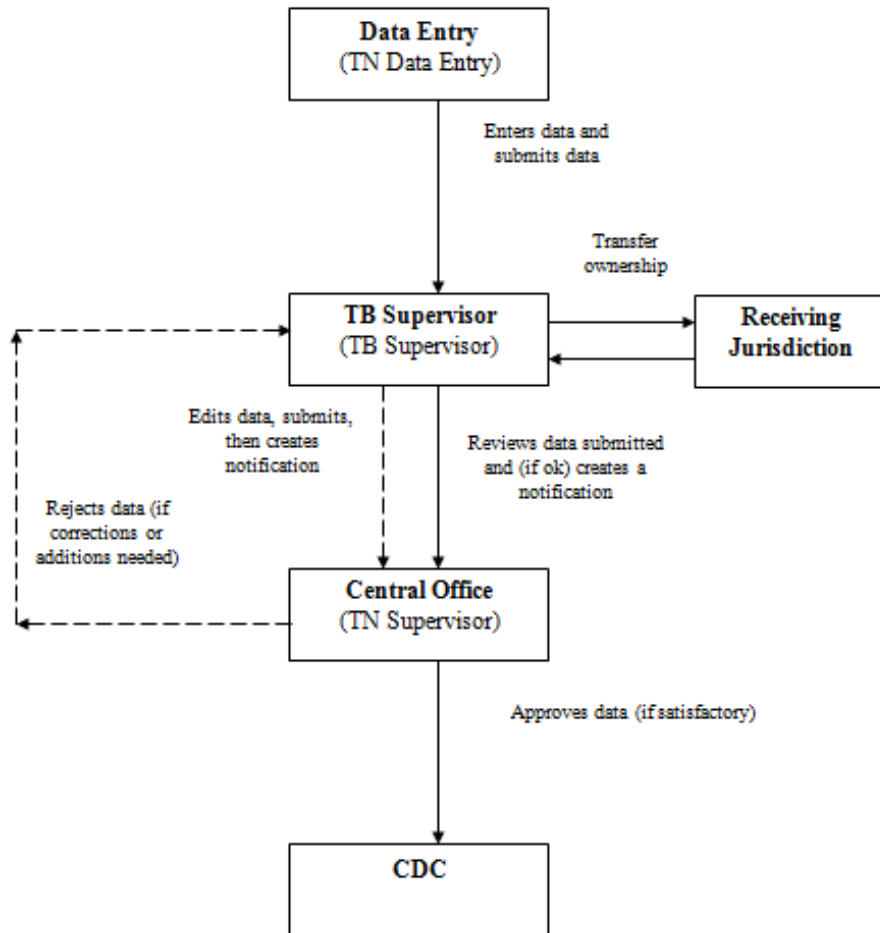 Data Entry
(TN Data Entry)
Enters data and
submits data
Transfer
ownership
TB Supervisor
(TB Supervisor)
Receiving
Jurisdiction
Edits data, submits,
then creates
notification
Reviews data submitted
and (if ok) creates a
notification
Rejects data (if
corrections or
additions needed)
Central Office
(TN Supervisor)
Approves data (if satisfactory)
CDC